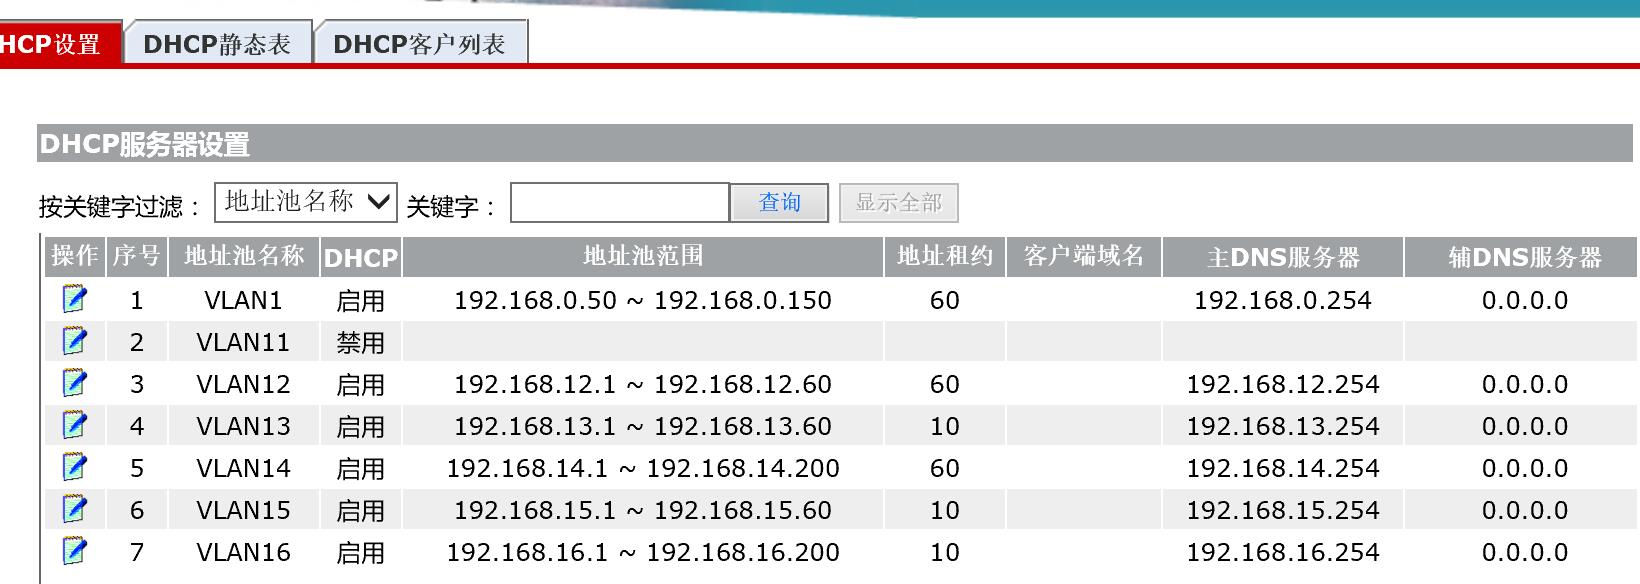 HCP设置 DHCP静态表 DHCP客户列表
DHCP服务器设置
按关键字过滤： 地址池名称 关键字： 查询 显示全部
操作 序号 地址池名称 DHCP 地址池范围 地址租约 客户端域名 主DNS服务器 辅DNS服务器
1 VLAN1 启用 192.168.0.50 ~ 192.168.0.150 60 192.168.0.254 0.0.0.0
2 VLAN11 禁用
3 VLAN12 启用 192.168.12.1 ~ 192.168.12.60 60 192.168.12.254 0.0.0.0
4 VLAN13 启用 192.168.13.1 ~ 192.168.13.60 10 192.168.13.254 0.0.0.0
5 VLAN14 启用 192.168.14.1 ~ 192.168.14.200 60 192.168.14.254 0.0.0.0
6 VLAN15 启用 192.168.15.1 ~ 192.168.15.60 10 192.168.15.254 0.0.0.0
7 VLAN16 启用 192.168.16.1 ~ 192.168.16.200 10 192.168.16.254 0.0.0.0